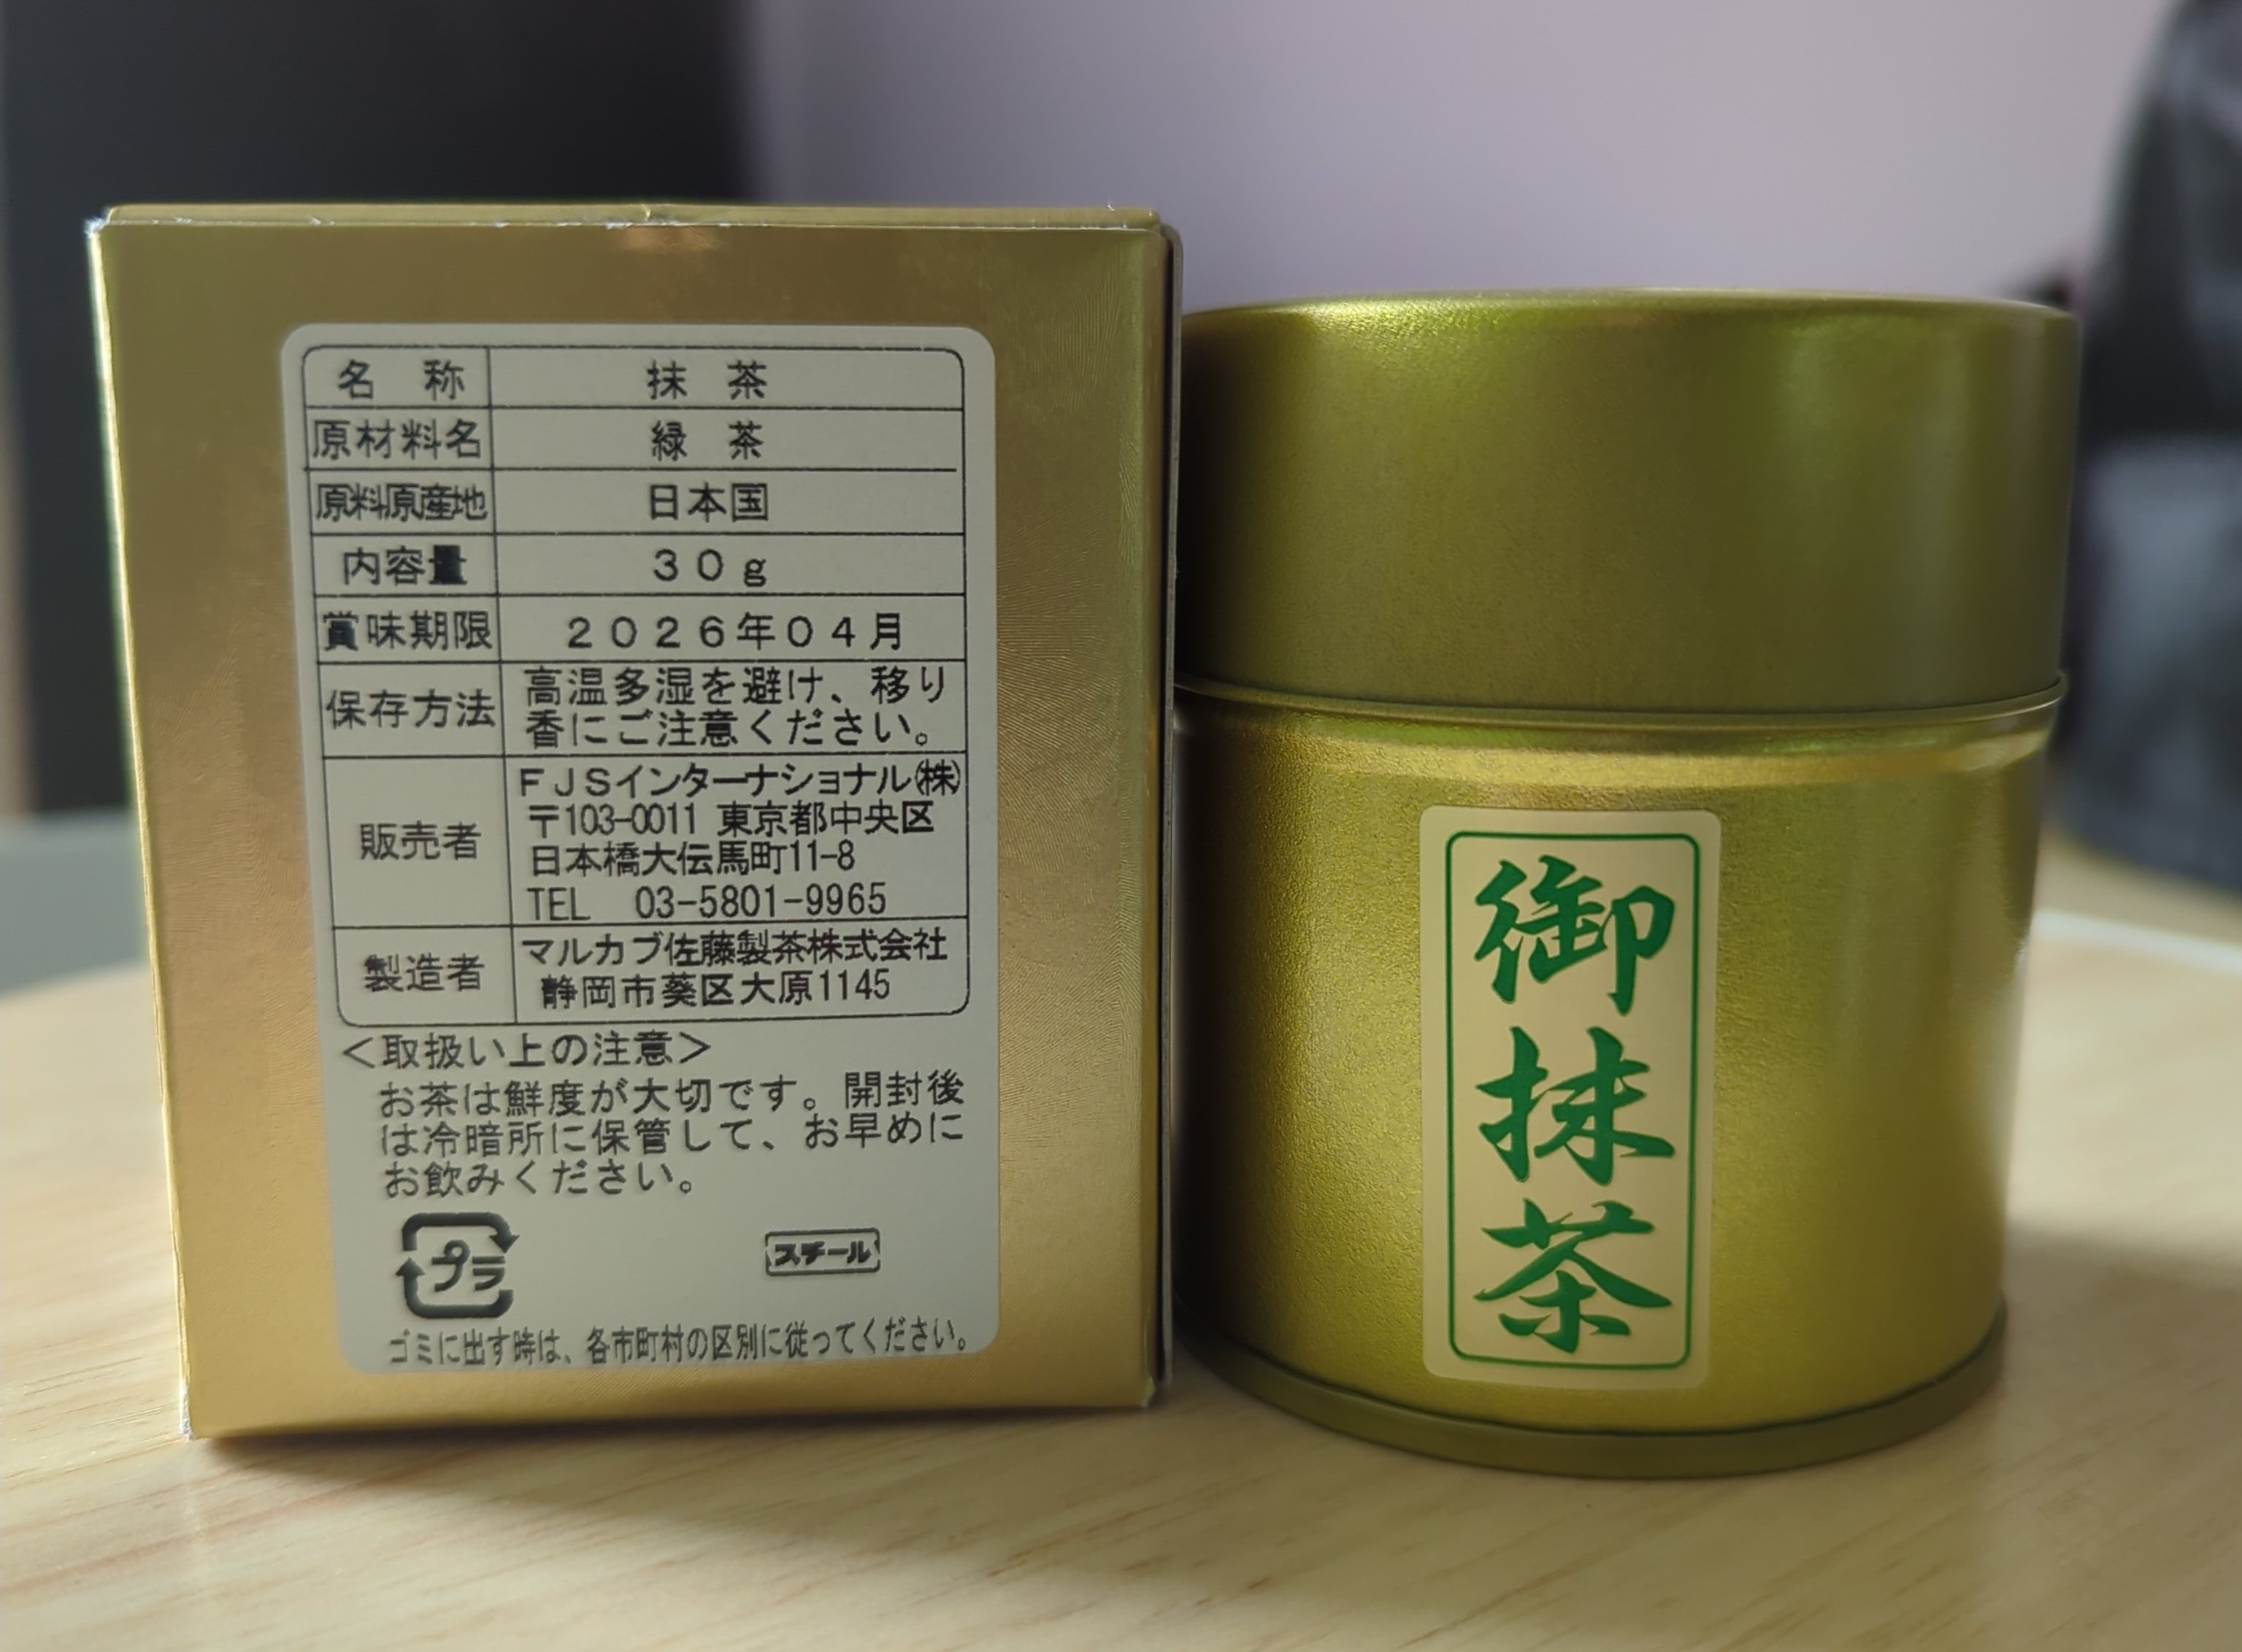 名 称 抹 茶
原材料名 緑 茶
原料原産地 日本国
内容量 30g
賞味期限 2026年04月
保存方法 高温多湿を避け、移り
香にご注意ください。
販売者 FJSインターナショナル㈱
〒103-0011 東京都中央区
日本橋大伝馬町11-8
TEL 03-5801-9965
製造者 マルカブ佐藤製茶株式会社
静岡市葵区大原1145
<取扱い上の注意>
お茶は鮮度が大切です。開封後
は冷暗所に保管して、お早めに
お飲みください。
プラ
スチール
ゴミに出す時は、各市町村の区別に従ってください。
御抹茶